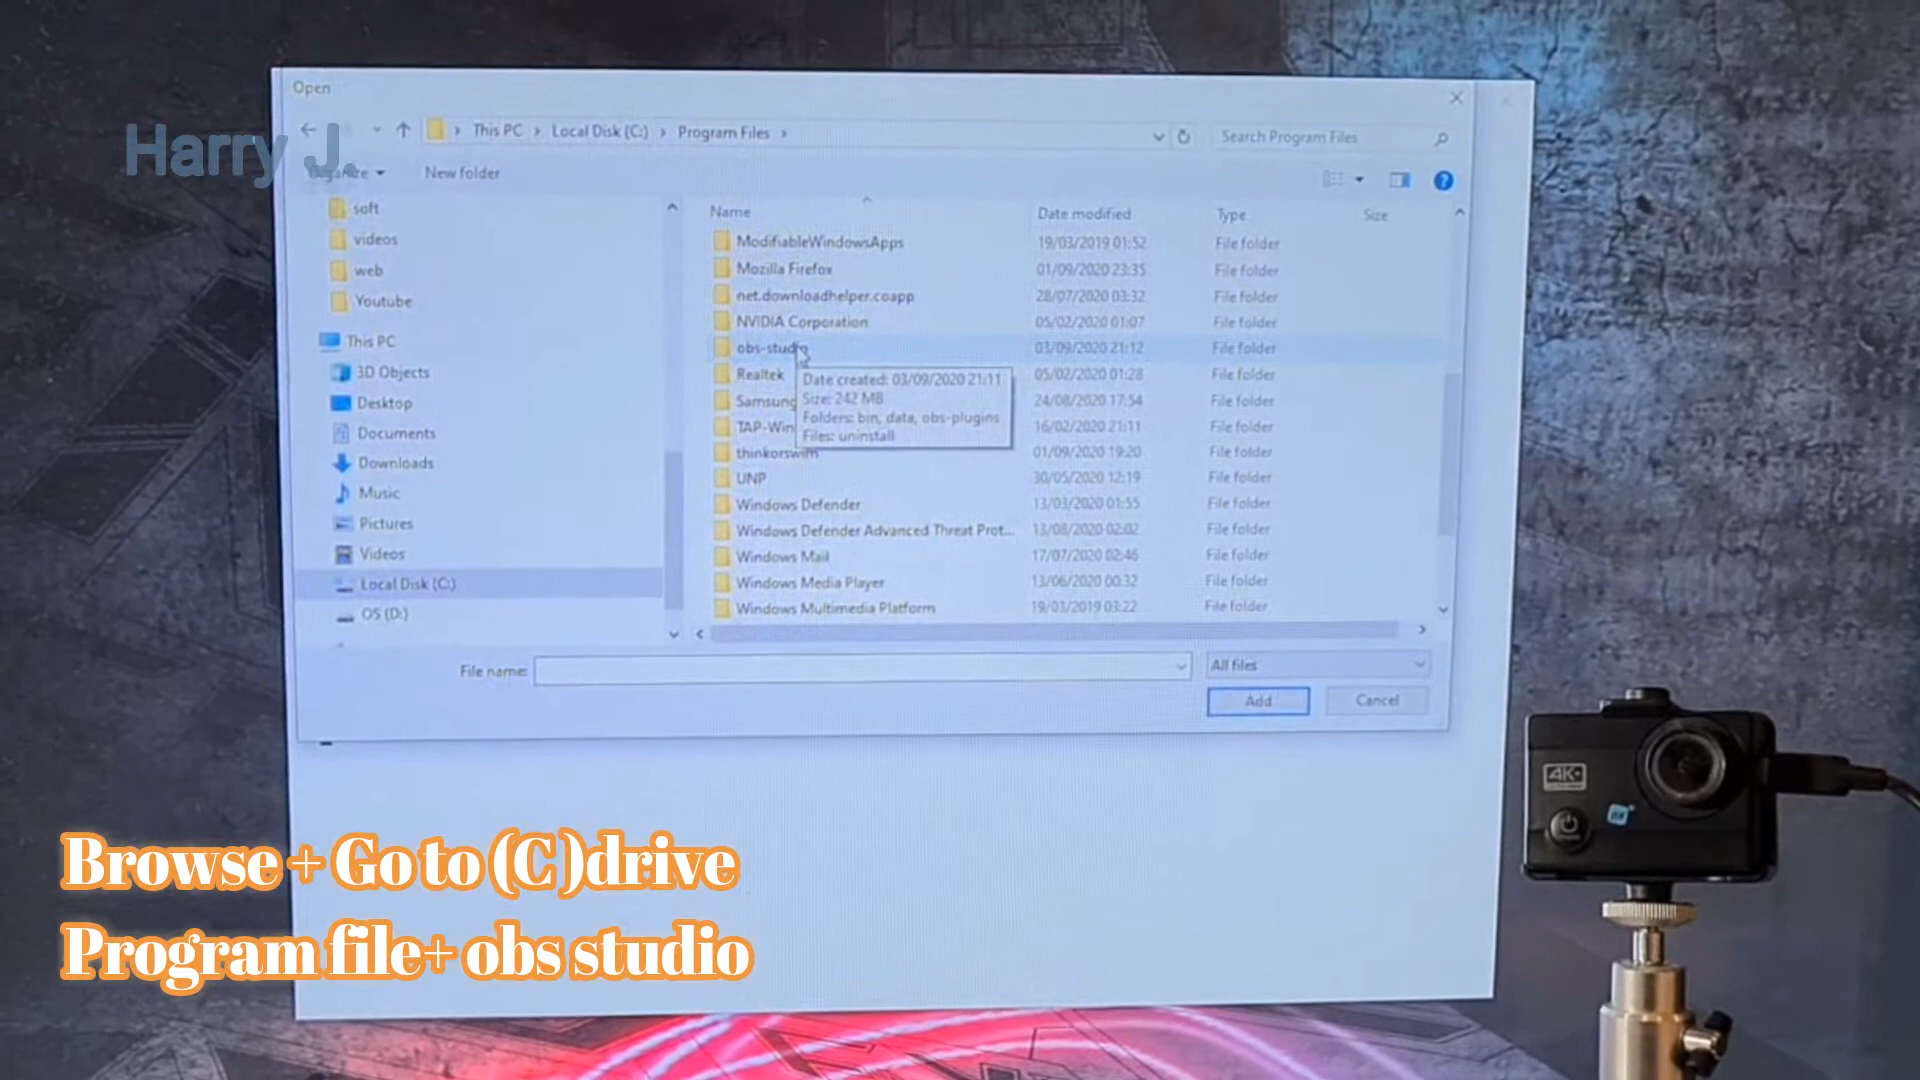 Open
This PC > Local Disk (C:) > Program Files >
Search Program Files
Harry J.
Organize
New folder
soft
videos
web
Youtube
This PC
3D Objects
Desktop
Documents
Downloads
Music
Pictures
Videos
Local Disk (C:)
OS (D:)
Name Date modified Type Size
ModifiableWindowsApps 19/03/2019 01:52 File folder
Mozilla Firefox 01/09/2020 23:35 File folder
net.downloadhelper.coapp 28/07/2020 03:32 File folder
NVIDIA Corporation 05/02/2020 01:07 File folder
obs-studio 03/09/2020 21:12 File folder
Realtek 05/02/2020 01:28 File folder
Samsung 24/08/2020 17:54 File folder
TAP-Win 16/02/2020 21:11 File folder
thinkorswim 01/09/2020 19:20 File folder
UNP 30/05/2020 12:19 File folder
Windows Defender 13/03/2020 01:55 File folder
Windows Defender Advanced Threat Prot... 13/08/2020 02:02 File folder
Windows Mail 17/07/2020 02:46 File folder
Windows Media Player 13/06/2020 00:32 File folder
Windows Multimedia Platform 19/03/2019 03:22 File folder
Date created: 03/09/2020 21:11
Size: 242 MB
Folders: bin, data, obs-plugins
Files: uninstall
File name:
All files
Add
Cancel
4K+
Browse + Go to (C )drive
Program file+ obs studio